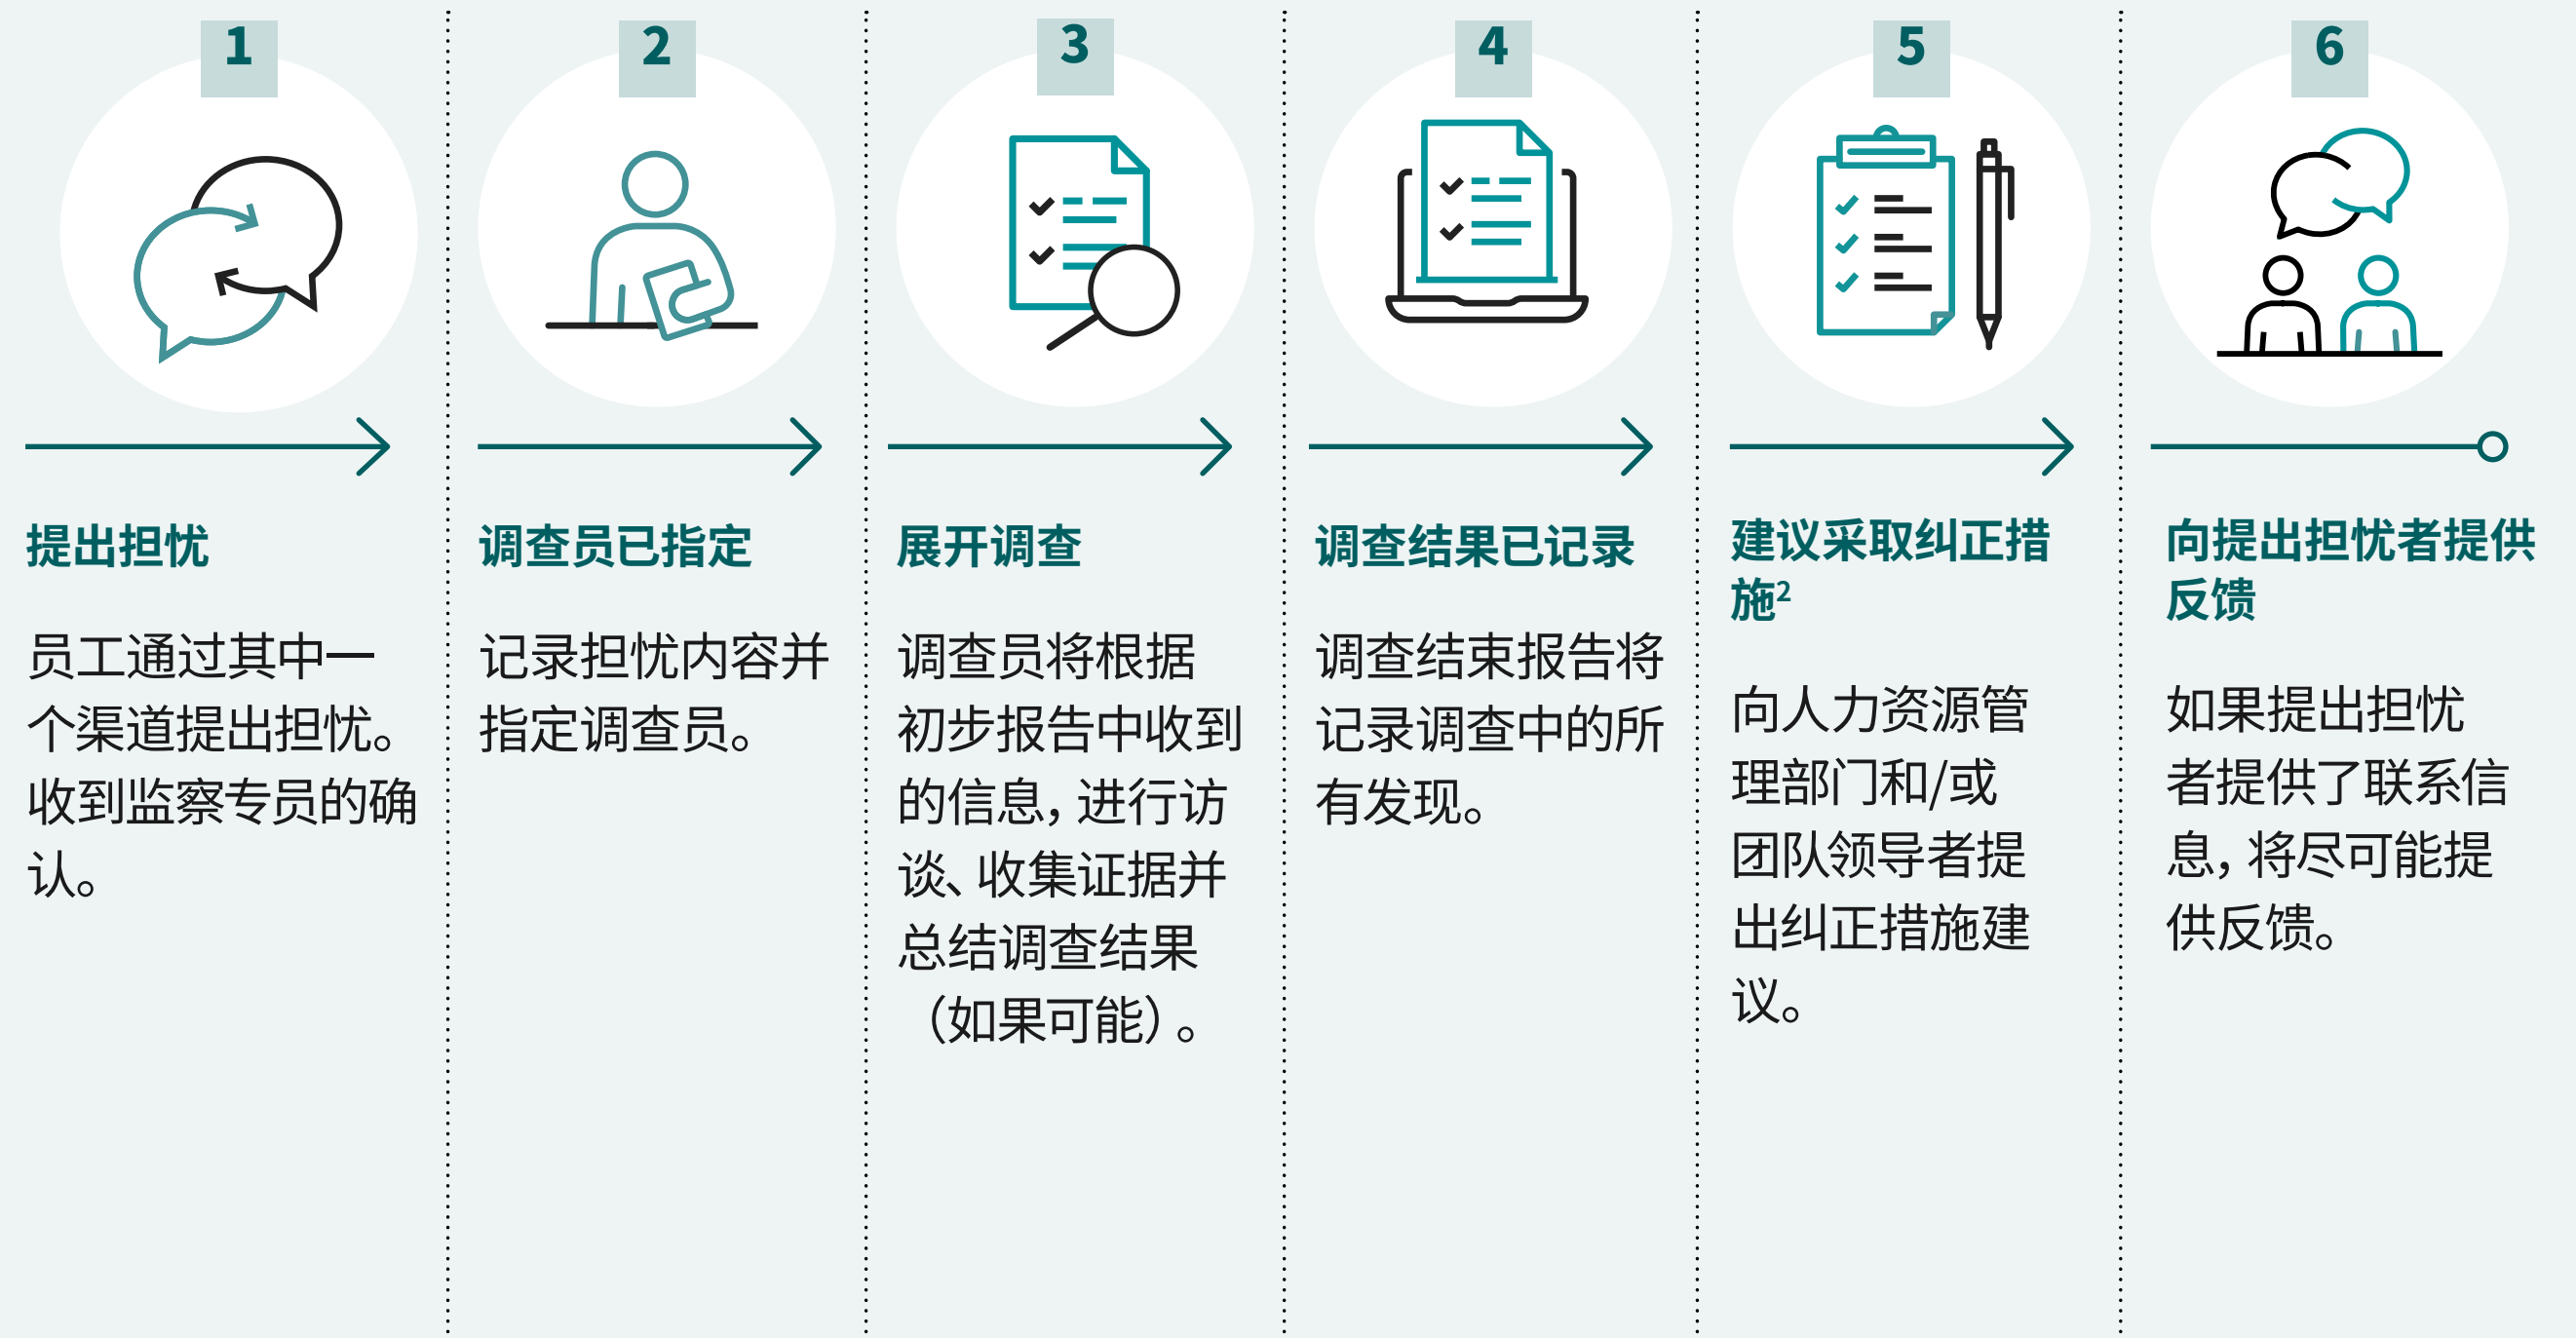 1
提出担忧
员工通过其中一
个渠道提出担忧。
收到监察专员的确
认。
2
调查员已指定
记录担忧内容并
指定调查员。
3
展开调查
调查员将根据
初步报告中收到
的信息，进行访
谈、收集证据并
总结调查结果
（如果可能）。
4
调查结果已记录
调查结束报告将
记录调查中的所
有发现。
5
建议采取纠正措
施²
向人力资源管
理部门和/或
团队领导者提
出纠正措施建
议。
6
向提出担忧者提供
反馈
如果提出担忧
者提供了联系信
息，将尽可能提
供反馈。